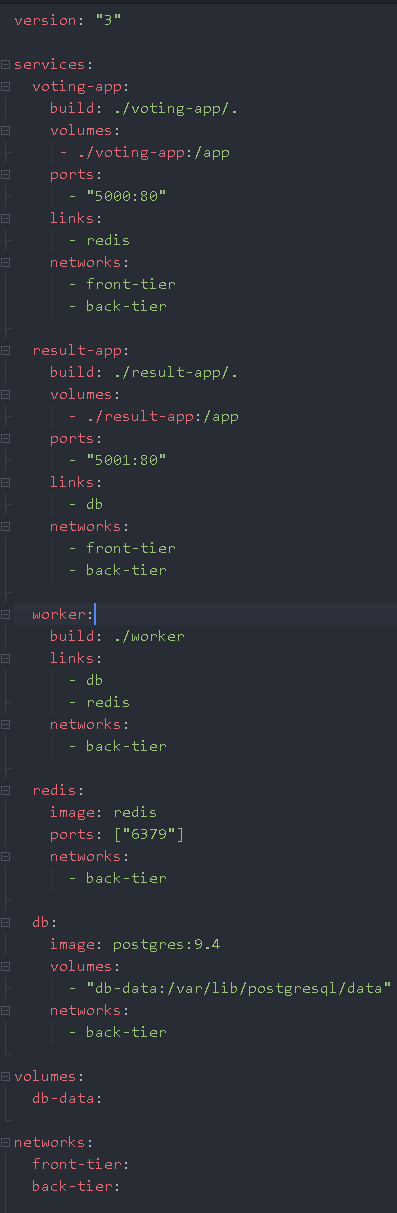 version: "3"
services:
voting-app:
build: ./voting-app/.
volumes:
- ./voting-app:/app
ports:
- "5000:80"
links:
- redis
networks:
- front-tier
- back-tier
result-app:
build: ./result-app/.
volumes:
- ./result-app:/app
ports:
- "5001:80"
links:
- db
networks:
- front-tier
- back-tier
worker:
build: ./worker
links:
- db
- redis
networks:
- back-tier
redis:
image: redis
ports: ["6379"]
networks:
- back-tier
db:
image: postgres:9.4
volumes:
- "db-data:/var/lib/postgresql/data"
networks:
- back-tier
volumes:
db-data:
networks:
front-tier:
back-tier: